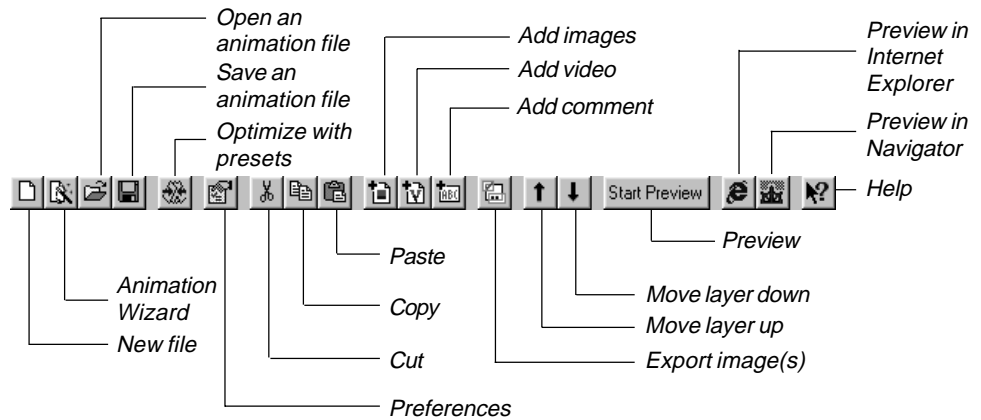 Open an
animation file
Save an
animation file
Optimize with
presets
Add images
Add video
Add comment
Preview in
Internet
Explorer
Preview in
Navigator
Help
V
ABC
Start Preview
?
Animation
Wizard
New file
Paste
Copy
Cut
Preferences
Preview
Move layer down
Move layer up
Export image(s)